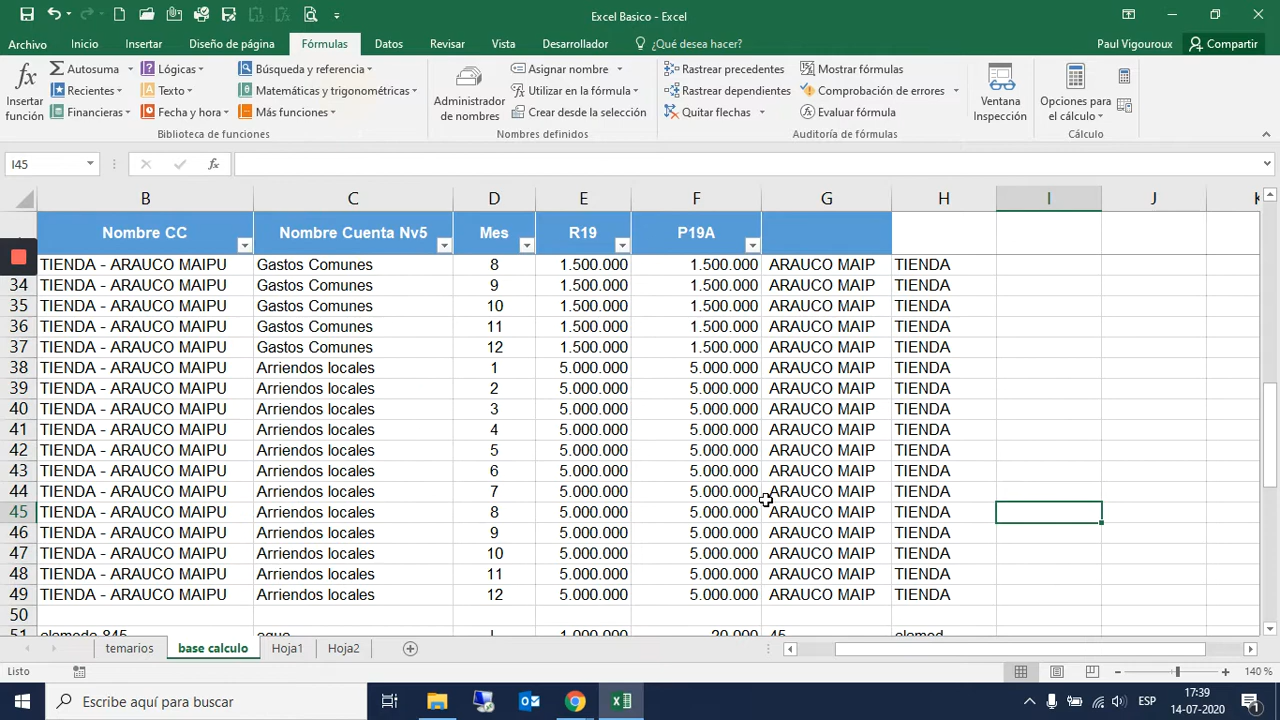 Excel Basico - Excel
Archivo Inicio Insertar Diseño de página Fórmulas Datos Revisar Vista Desarrollador ¿Qué desea hacer? Paul Vigouroux Compartir
fx Autosuma Lógicas Búsqueda y referencia Asignar nombre Rastrear precedentes Mostrar fórmulas
Insertar función Recientes Texto Matemáticas y trigonométricas Administrador de nombres Utilizar en la fórmula Rastrear dependientes Comprobación de errores Ventana Inspección Opciones para el cálculo
Financieras Fecha y hora Más funciones Crear desde la selección Quitar flechas Evaluar fórmula
Biblioteca de funciones Nombres definidos Auditoría de fórmulas Cálculo
I45 fx
B C D E F G H I J K
Nombre CC Nombre Cuenta Nv5 Mes R19 P19A
TIENDA - ARAUCO MAIPU Gastos Comunes 8 1.500.000 1.500.000 ARAUCO MAIP TIENDA
34 TIENDA - ARAUCO MAIPU Gastos Comunes 9 1.500.000 1.500.000 ARAUCO MAIP TIENDA
35 TIENDA - ARAUCO MAIPU Gastos Comunes 10 1.500.000 1.500.000 ARAUCO MAIP TIENDA
36 TIENDA - ARAUCO MAIPU Gastos Comunes 11 1.500.000 1.500.000 ARAUCO MAIP TIENDA
37 TIENDA - ARAUCO MAIPU Gastos Comunes 12 1.500.000 1.500.000 ARAUCO MAIP TIENDA
38 TIENDA - ARAUCO MAIPU Arriendos locales 1 5.000.000 5.000.000 ARAUCO MAIP TIENDA
39 TIENDA - ARAUCO MAIPU Arriendos locales 2 5.000.000 5.000.000 ARAUCO MAIP TIENDA
40 TIENDA - ARAUCO MAIPU Arriendos locales 3 5.000.000 5.000.000 ARAUCO MAIP TIENDA
41 TIENDA - ARAUCO MAIPU Arriendos locales 4 5.000.000 5.000.000 ARAUCO MAIP TIENDA
42 TIENDA - ARAUCO MAIPU Arriendos locales 5 5.000.000 5.000.000 ARAUCO MAIP TIENDA
43 TIENDA - ARAUCO MAIPU Arriendos locales 6 5.000.000 5.000.000 ARAUCO MAIP TIENDA
44 TIENDA - ARAUCO MAIPU Arriendos locales 7 5.000.000 5.000.000 ARAUCO MAIP TIENDA
45 TIENDA - ARAUCO MAIPU Arriendos locales 8 5.000.000 5.000.000 ARAUCO MAIP TIENDA
46 TIENDA - ARAUCO MAIPU Arriendos locales 9 5.000.000 5.000.000 ARAUCO MAIP TIENDA
47 TIENDA - ARAUCO MAIPU Arriendos locales 10 5.000.000 5.000.000 ARAUCO MAIP TIENDA
48 TIENDA - ARAUCO MAIPU Arriendos locales 11 5.000.000 5.000.000 ARAUCO MAIP TIENDA
49 TIENDA - ARAUCO MAIPU Arriendos locales 12 5.000.000 5.000.000 ARAUCO MAIP TIENDA
50
51 845 1.000.000 20.000 45
temarios base calculo Hoja1 Hoja2
Listo 140 %
Escribe aquí para buscar ESP 17:39
14-07-2020